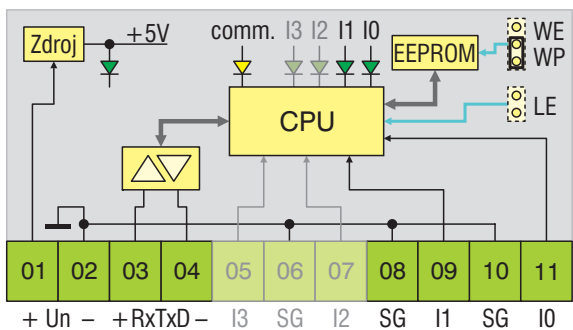 Zdroj
+5V
comm. I3 I2 I1 I0
EEPROM
WE
WP
LE
CPU
01 02 03 04 05 06 07 08 09 10 11
+ Un – +RxTxD – I3 SG I2 SG I1 SG I0